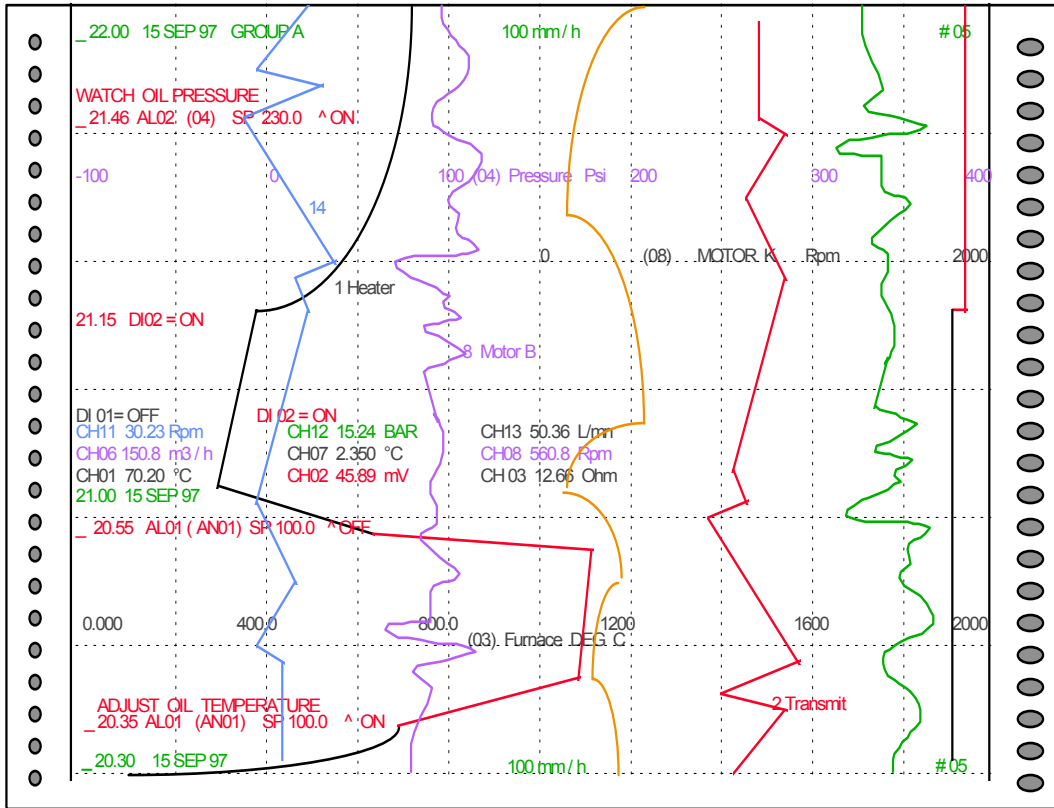 _ 22.00 15 SEP 97 GROUP A 100 mm / h # 05
WATCH OIL PRESSURE
_ 21.46 AL02 (04) SP 230.0 ^ ON
-100 0 100 (04) Pressure Psi 200 300 400
14
0 (08) MOTOR K Rpm 2000
1 Heater
21.15 DI02 = ON
8 Motor B
DI 01= OFF DI 02 = ON
CH11 30.23 Rpm CH12 15.24 BAR CH13 50.36 L/mn
CH06 150.8 m3 / h CH07 2.350 °C CH08 560.8 Rpm
CH01 70.20 °C CH02 45.89 mV CH 03 12.66 Ohm
21.00 15 SEP 97
_ 20.55 AL01 ( AN01) SP 100.0 ^ OFF
0.000 400.0 800.0 1200 1600 2000
(03). Furnace DEG C
ADJUST OIL TEMPERATURE
_ 20.35 AL01 (AN01) SP 100.0 ^ ON
2 Transmit
_ 20.30 15 SEP 97 100 mm / h # 05